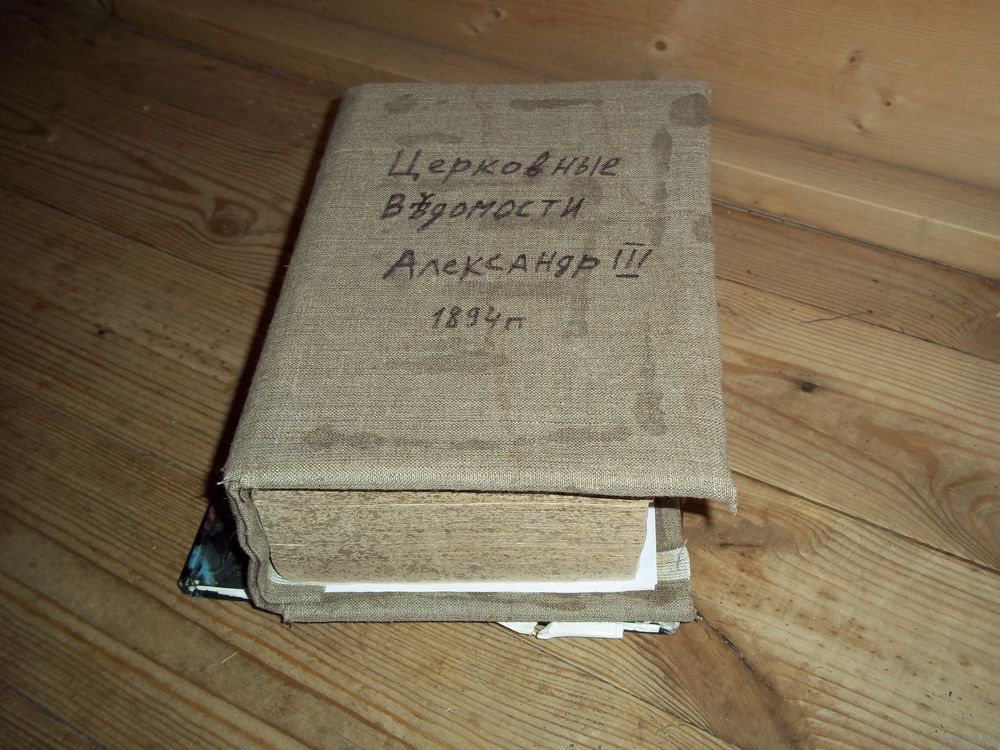 Церковные
Вѣдомости
Александр III
1894г